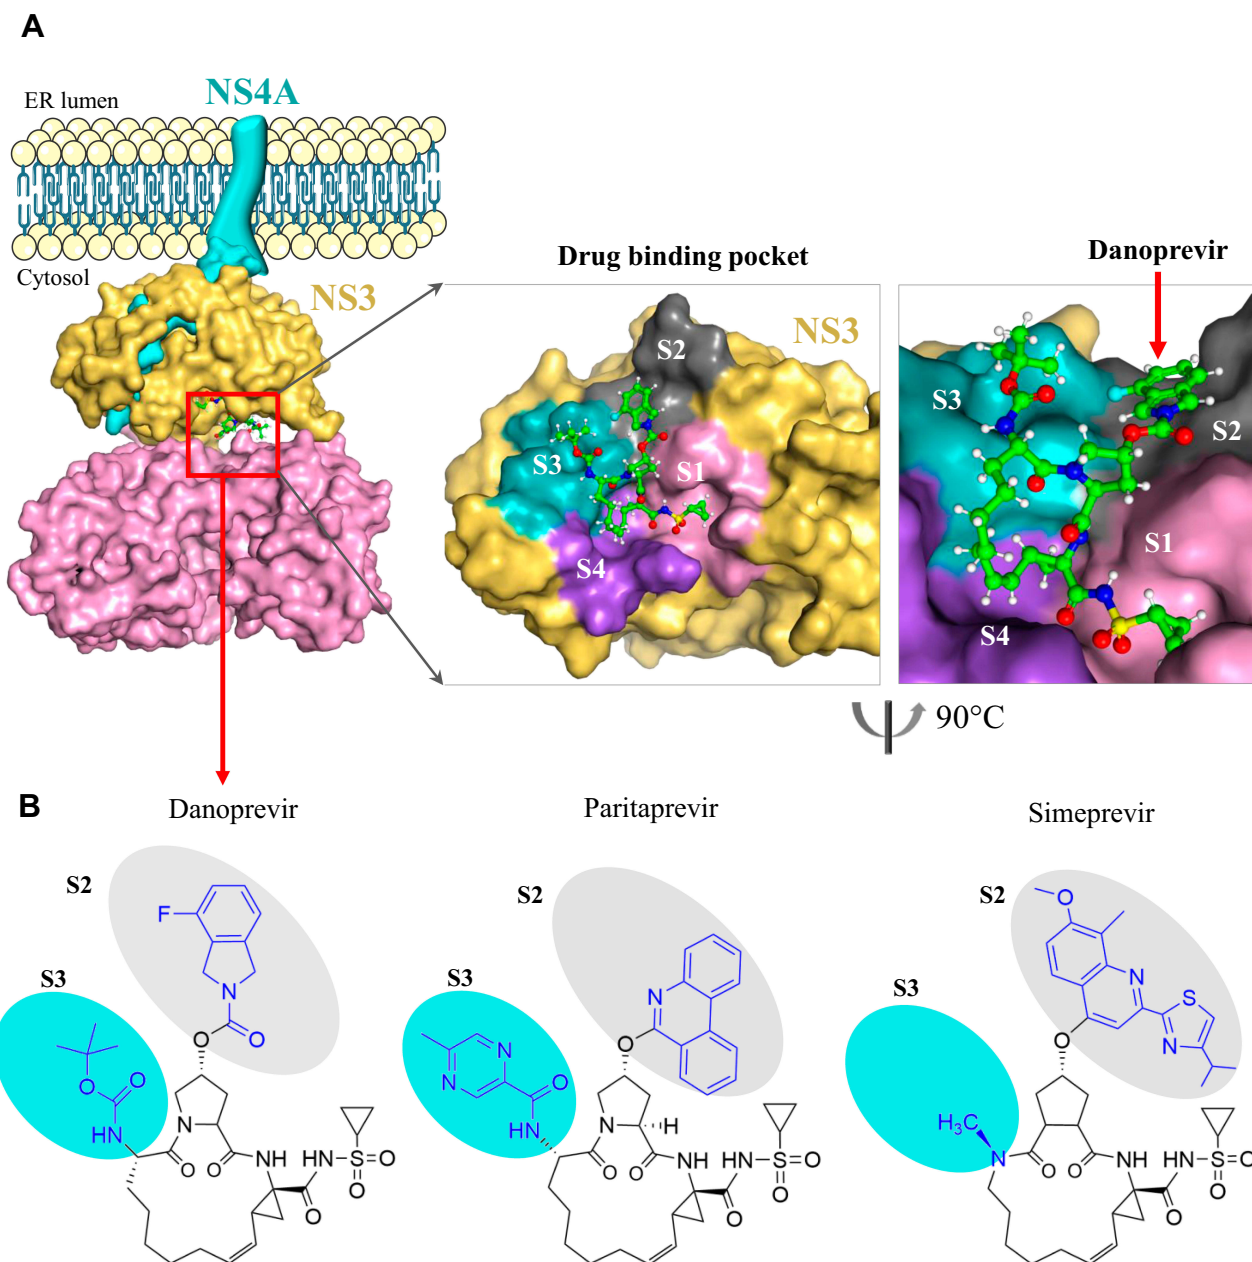 A
NS4A
ER lumen
Cytosol
NS3
Drug binding pocket
Danoprevir
S2
NS3
S3
S1
S4
S3
S2
S1
S4
90°C
B
Danoprevir
Paritaprevir
Simeprevir
S2
S3
F
N
O
O
O
O
HN
N
O
O
NH
HN
S
O
O
O
S2
S3
N
N
N
O
O
HN
N
H
O
O
NH
HN
S
O
O
O
S2
S3
O
N
S
N
O
H₃C
N
O
O
NH
HN
S
O
O
O